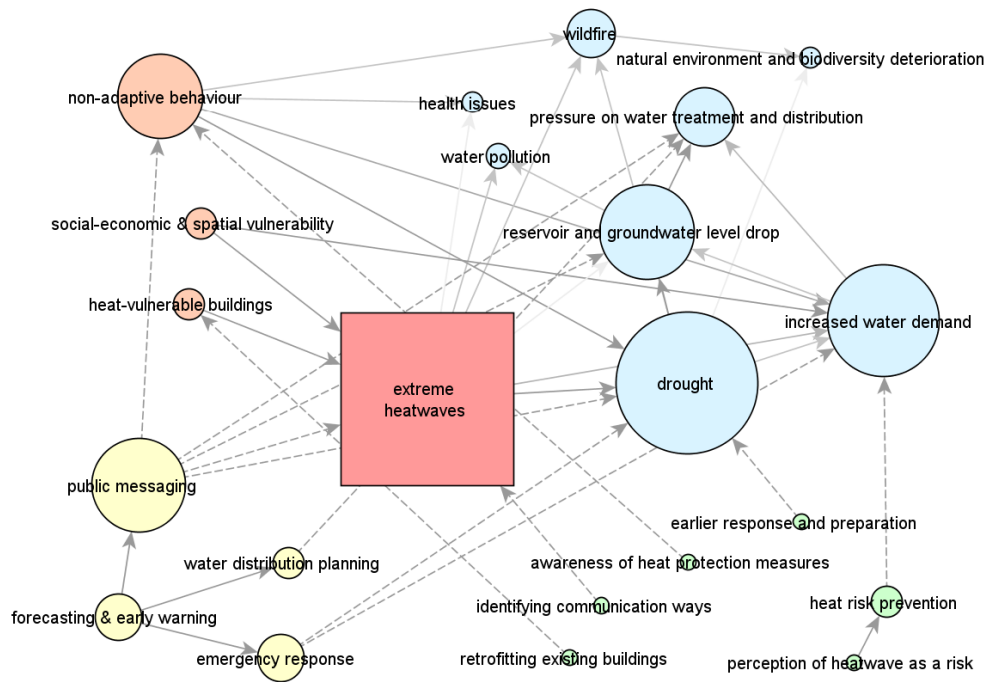 wildfire
natural environment and biodiversity deterioration
non-adaptive behaviour
health issues
pressure on water treatment and distribution
water pollution
social-economic & spatial vulnerability
reservoir and groundwater level drop
heat-vulnerable buildings
increased water demand
extreme
heatwaves
drought
public messaging
earlier response and preparation
water distribution planning
awareness of heat protection measures
identifying communication ways
heat risk prevention
forecasting & early warning
emergency response
retrofitting existing buildings
perception of heatwave as a risk